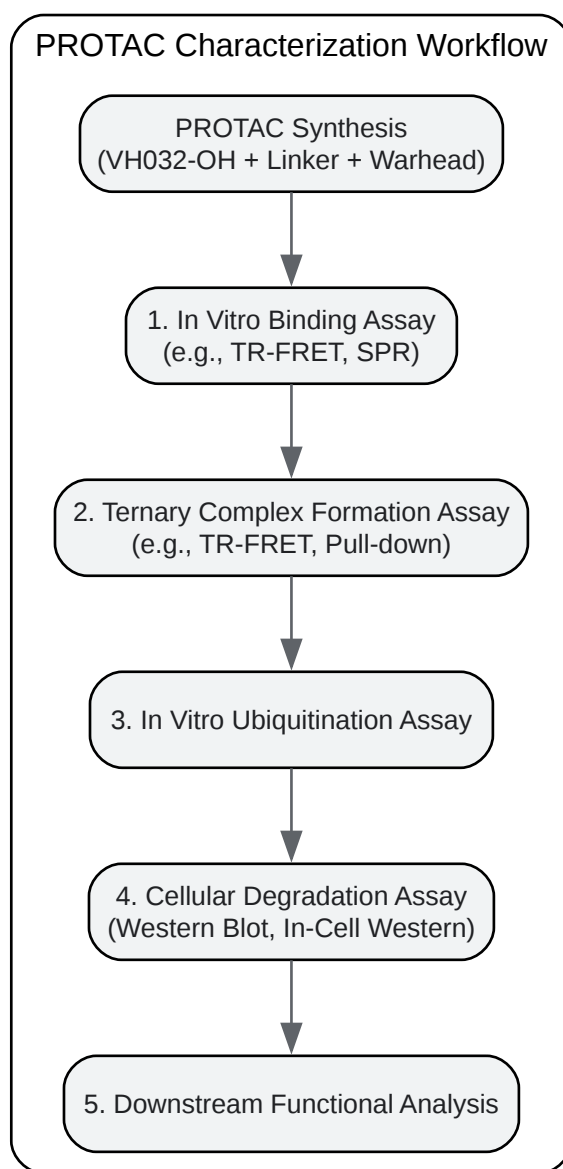 PROTAC Characterization Workflow
PROTAC Synthesis
(VH032-OH + Linker + Warhead)
1. In Vitro Binding Assay
(e.g., TR-FRET, SPR)
2. Ternary Complex Formation Assay
(e.g., TR-FRET, Pull-down)
3. In Vitro Ubiquitination Assay
4. Cellular Degradation Assay
(Western Blot, In-Cell Western)
5. Downstream Functional Analysis